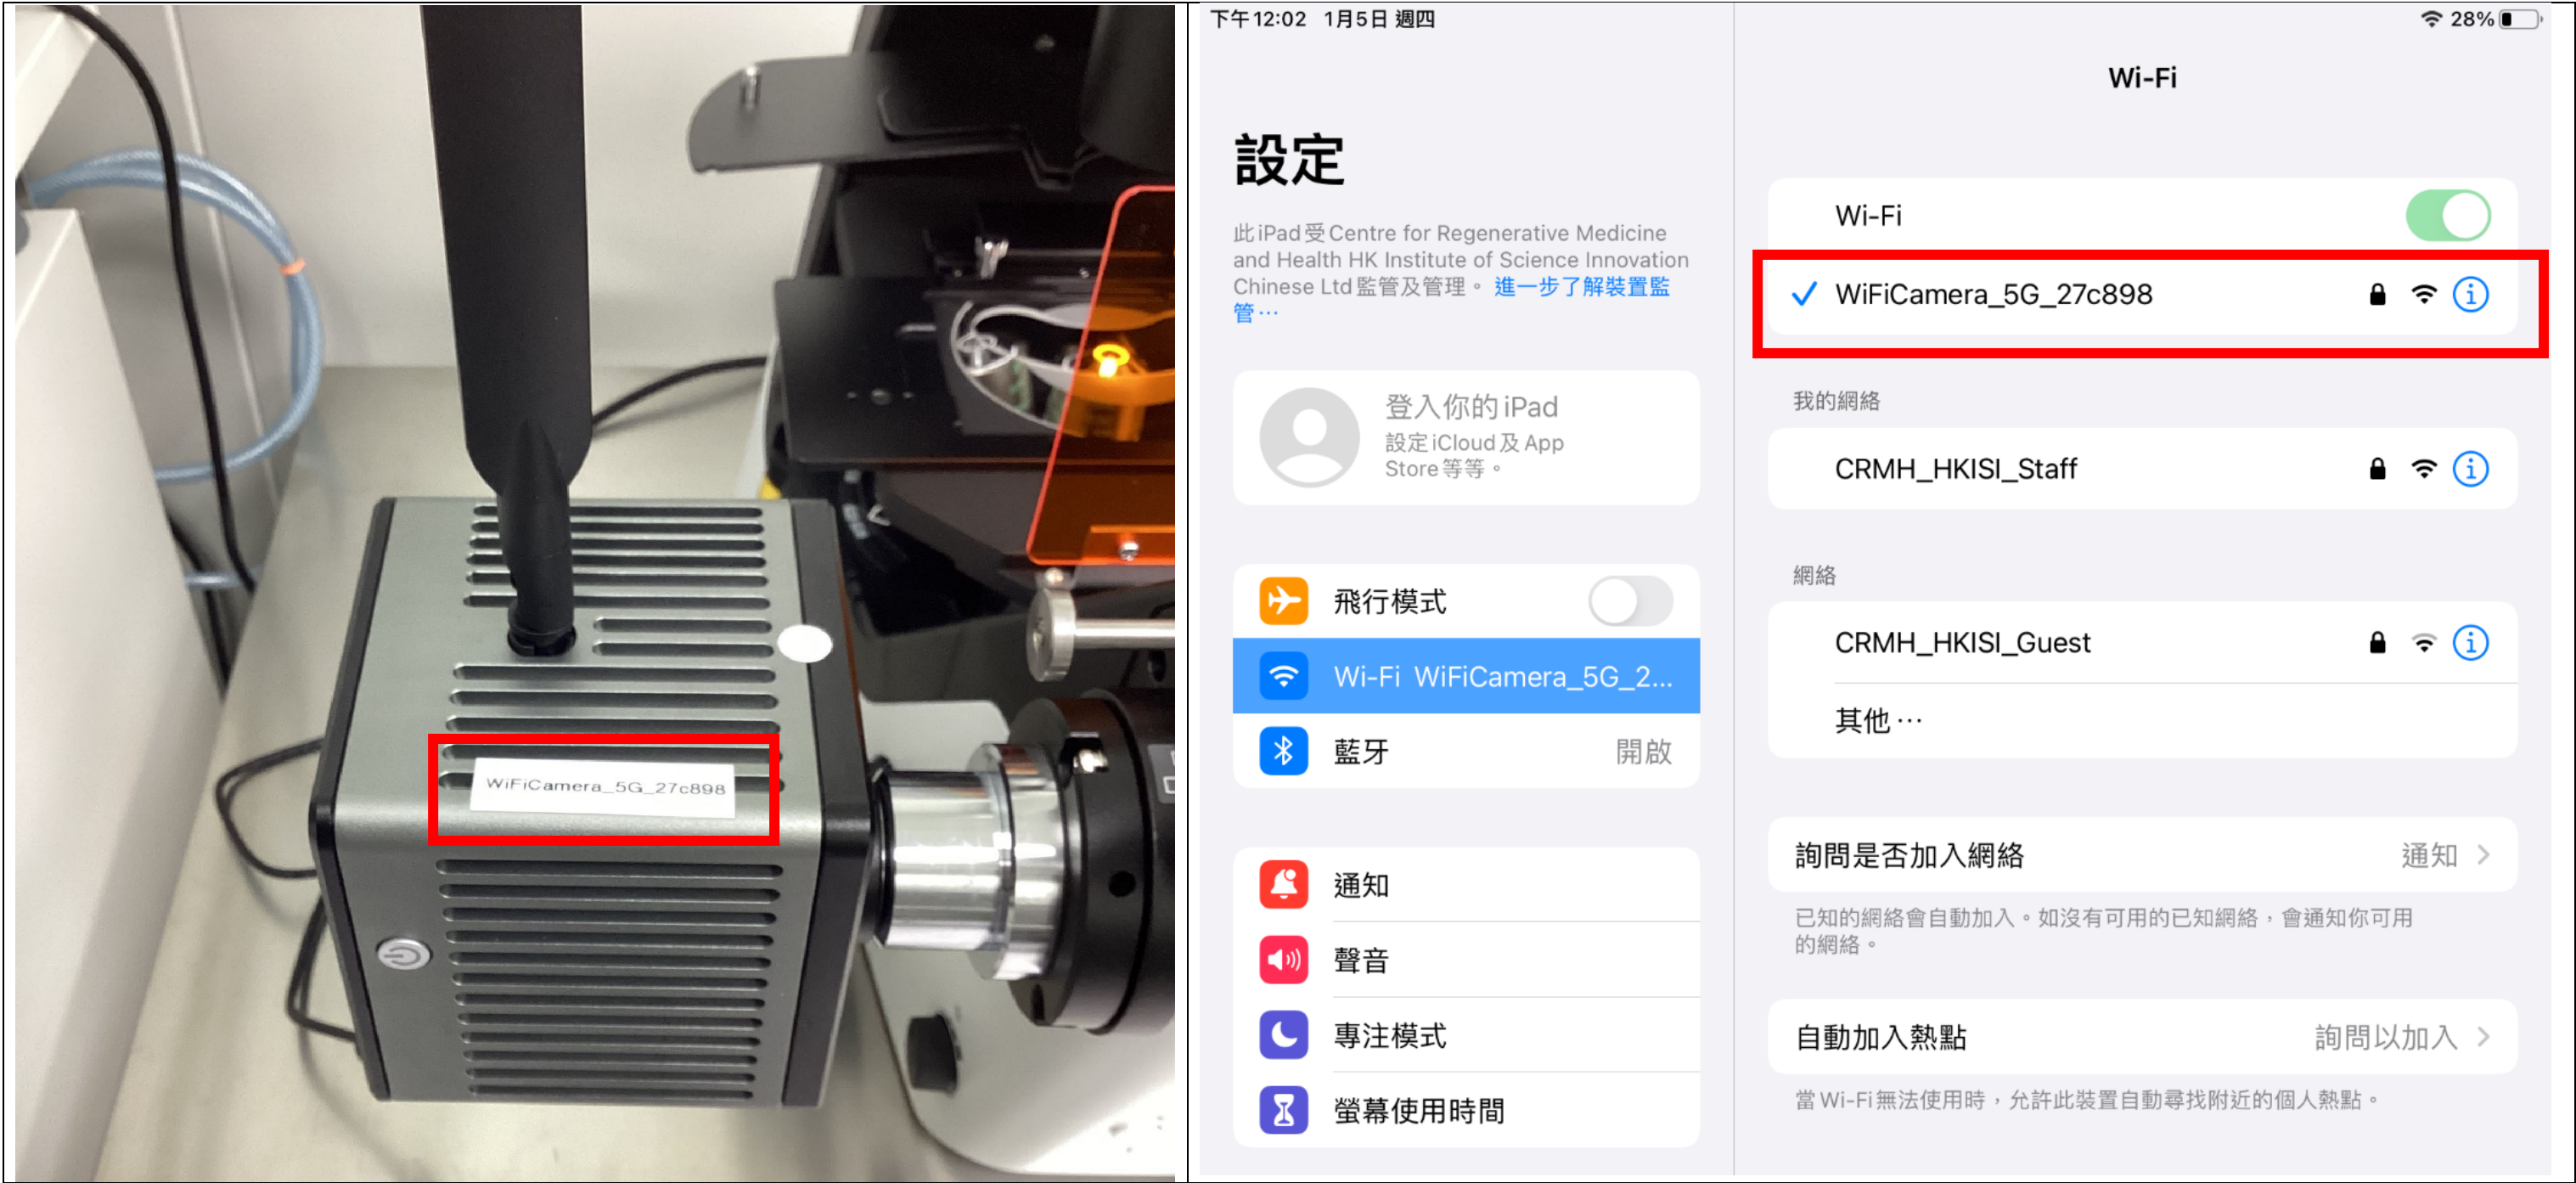 WiFiCamera_5G_27c898
下午12:02 1月5日 週四
28%
設定
此iPad受Centre for Regenerative Medicine
and Health HK Institute of Science Innovation
Chinese Ltd監管及管理。進一步了解裝置監
管…
登入你的iPad
設定iCloud及App
Store等等。
飛行模式
Wi-Fi WiFiCamera_5G_2...
藍牙 開啟
通知
聲音
專注模式
螢幕使用時間
Wi-Fi
Wi-Fi
WiFiCamera_5G_27c898
我的網絡
CRMH_HKISI_Staff
網絡
CRMH_HKISI_Guest
其他…
詢問是否加入網絡 通知
已知的網絡會自動加入。如沒有可用的已知網絡，會通知你可用
的網絡。
自動加入熱點 詢問以加入
當Wi-Fi無法使用時，允許此裝置自動尋找附近的個人熱點。